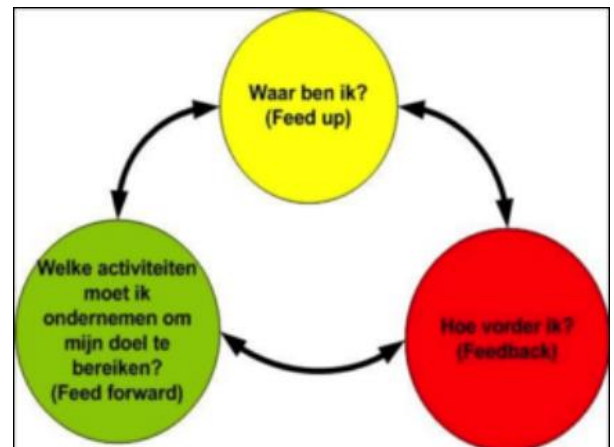 Waar ben ik?
(Feed up)
Welke activiteiten
moet ik
ondernemen om
mijn doel te
bereiken?
(Feed forward)
Hoe vorder ik?
(Feedback)